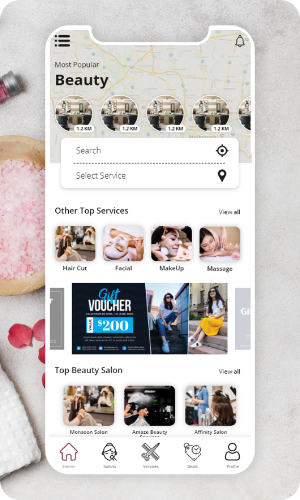 Most Popular
Beauty
1.2 KM 1.2 KM 1.2 KM 1.2 KM
Search
Select Service
Other Top Services View all
Hair Cut Facial MakeUp Massage
Gift
VOUCHER
VALUE $200
Top Beauty Salon View all
Monsoon Salon Amaze Beauty Affinity Salon
Home Salons Services Deals Profile